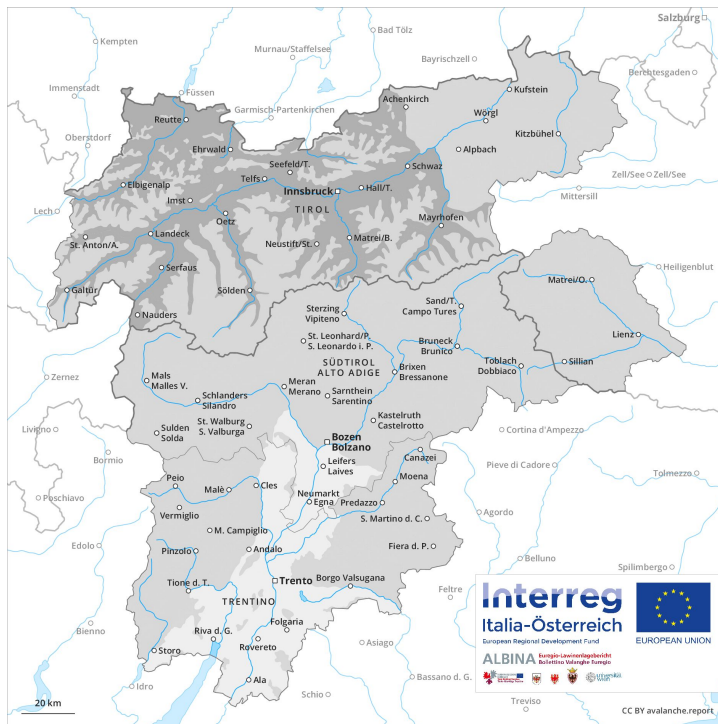 Salzburg
Kempten
Bad Tölz
Murnau/Staffelsee
Bayrischzell
Berchtesgaden
Immenstadt
Füssen
Garmisch-Partenkirchen
Achenkirch
Kufstein
Reutte
Wörgl
Oberstdorf
Ehrwald
Kitzbühel
Alpbach
Seefeld/T.
Schwaz
Telfs
Zell/See
Zell/See
Elbigenalp
Innsbruck
Hall/T.
Mittersill
Imst
TIROL
Lech
Oetz
Mayrhofen
Landeck
Matrei/B.
St. Anton/A.
Neustift/St.
Serfaus
Heiligenblut
Matrei/O.
Galtür
Sölden
Nauders
Sand/T.
Campo Tures
Sterzing
Vipiteno
Lienz
St. Leonhard/P.
S. Leonardo i. P.
Bruneck
Brunico
SÜDTIROL
ALTO ADIGE
Toblach
Dobbiaco
Sillian
Brixen
Bressanone
Zernez
Mals
Malles V.
Meran
Merano
Sarnthein
Sarentino
Schlanders
Silandro
Kastelruth
Castelrotto
St. Walburg
S. Valburga
Livigno
Sulden
Solda
Cortina d'Ampezzo
Bozen
Bolzano
Canazei
Bormio
Leifers
Laives
Pieve di Cadore
Tolmezzo
Peio
Moena
Malè
Cles
Neumarkt
Egna
Predazzo
Poschiavo
Vermiglio
Agordo
S. Martino d. C.
M. Campiglio
Edolo
Pinzolo
Andalo
Fiera d. P.
Belluno
Spilimbergo
Tione d. T.
Trento
Borgo Valsugana
Feltre
TRENTINO
Folgaria
Bienno
Riva d. G.
Storo
Rovereto
Asiago
Idro
Ala
Schio
Bassano d. G.
Treviso
Interreg
Italia-Österreich
European Regional Development Fund
EUROPEAN UNION
ALBINA
Euregio-Lawinenlagebericht
Bollettino Valanghe Euregio
universität
wien
20 km
CC BY avalanche.report